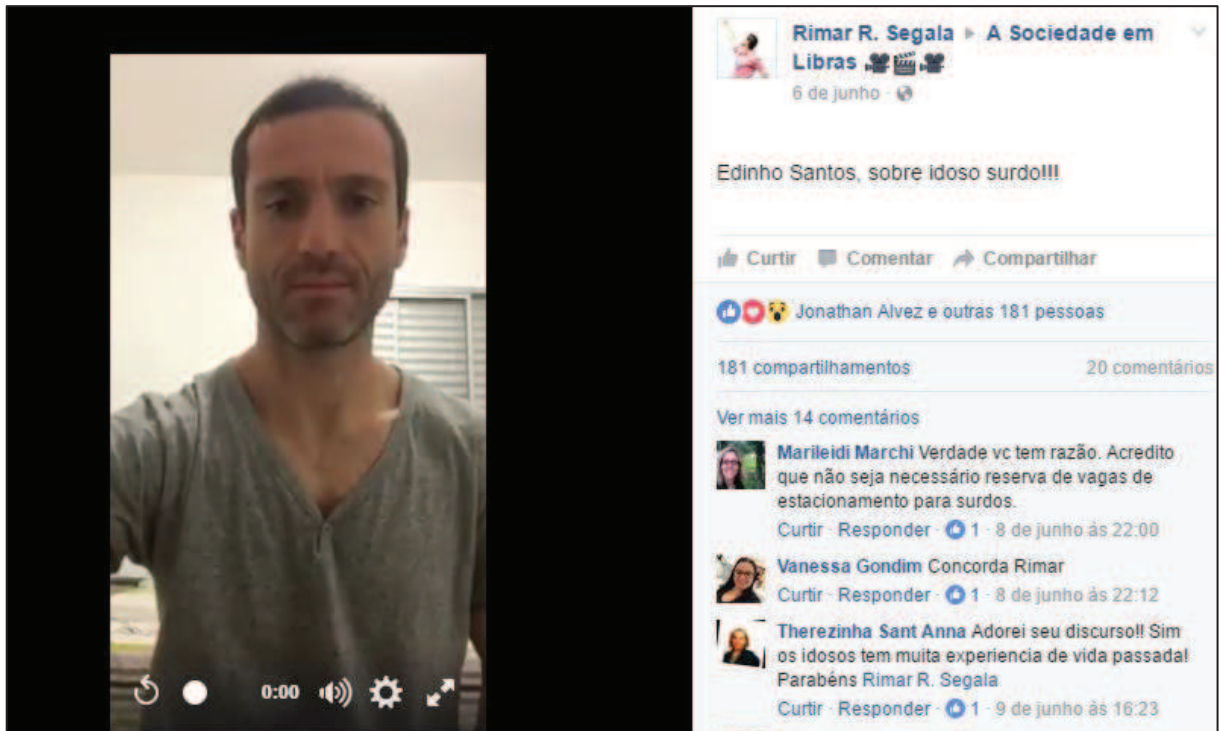 Rimar R. Segala ▸ A Sociedade em
Libras 🎥🎬🎥
6 de junho ·
Edinho Santos, sobre idoso surdo!!!
Curtir Comentar Compartilhar
Jonathan Alvez e outras 181 pessoas
181 compartilhamentos 20 comentários
Ver mais 14 comentários
Marileidi Marchi Verdade vc tem razão. Acredito
que não seja necessário reserva de vagas de
estacionamento para surdos.
Curtir · Responder · 1 · 8 de junho às 22:00
Vanessa Gondim Concorda Rimar
Curtir · Responder · 1 · 8 de junho às 22:12
Therezinha Sant Anna Adorei seu discurso!! Sim
os idosos tem muita experiencia de vida passada!
Parabéns Rimar R. Segala
Curtir · Responder · 1 · 9 de junho às 16:23
0:00